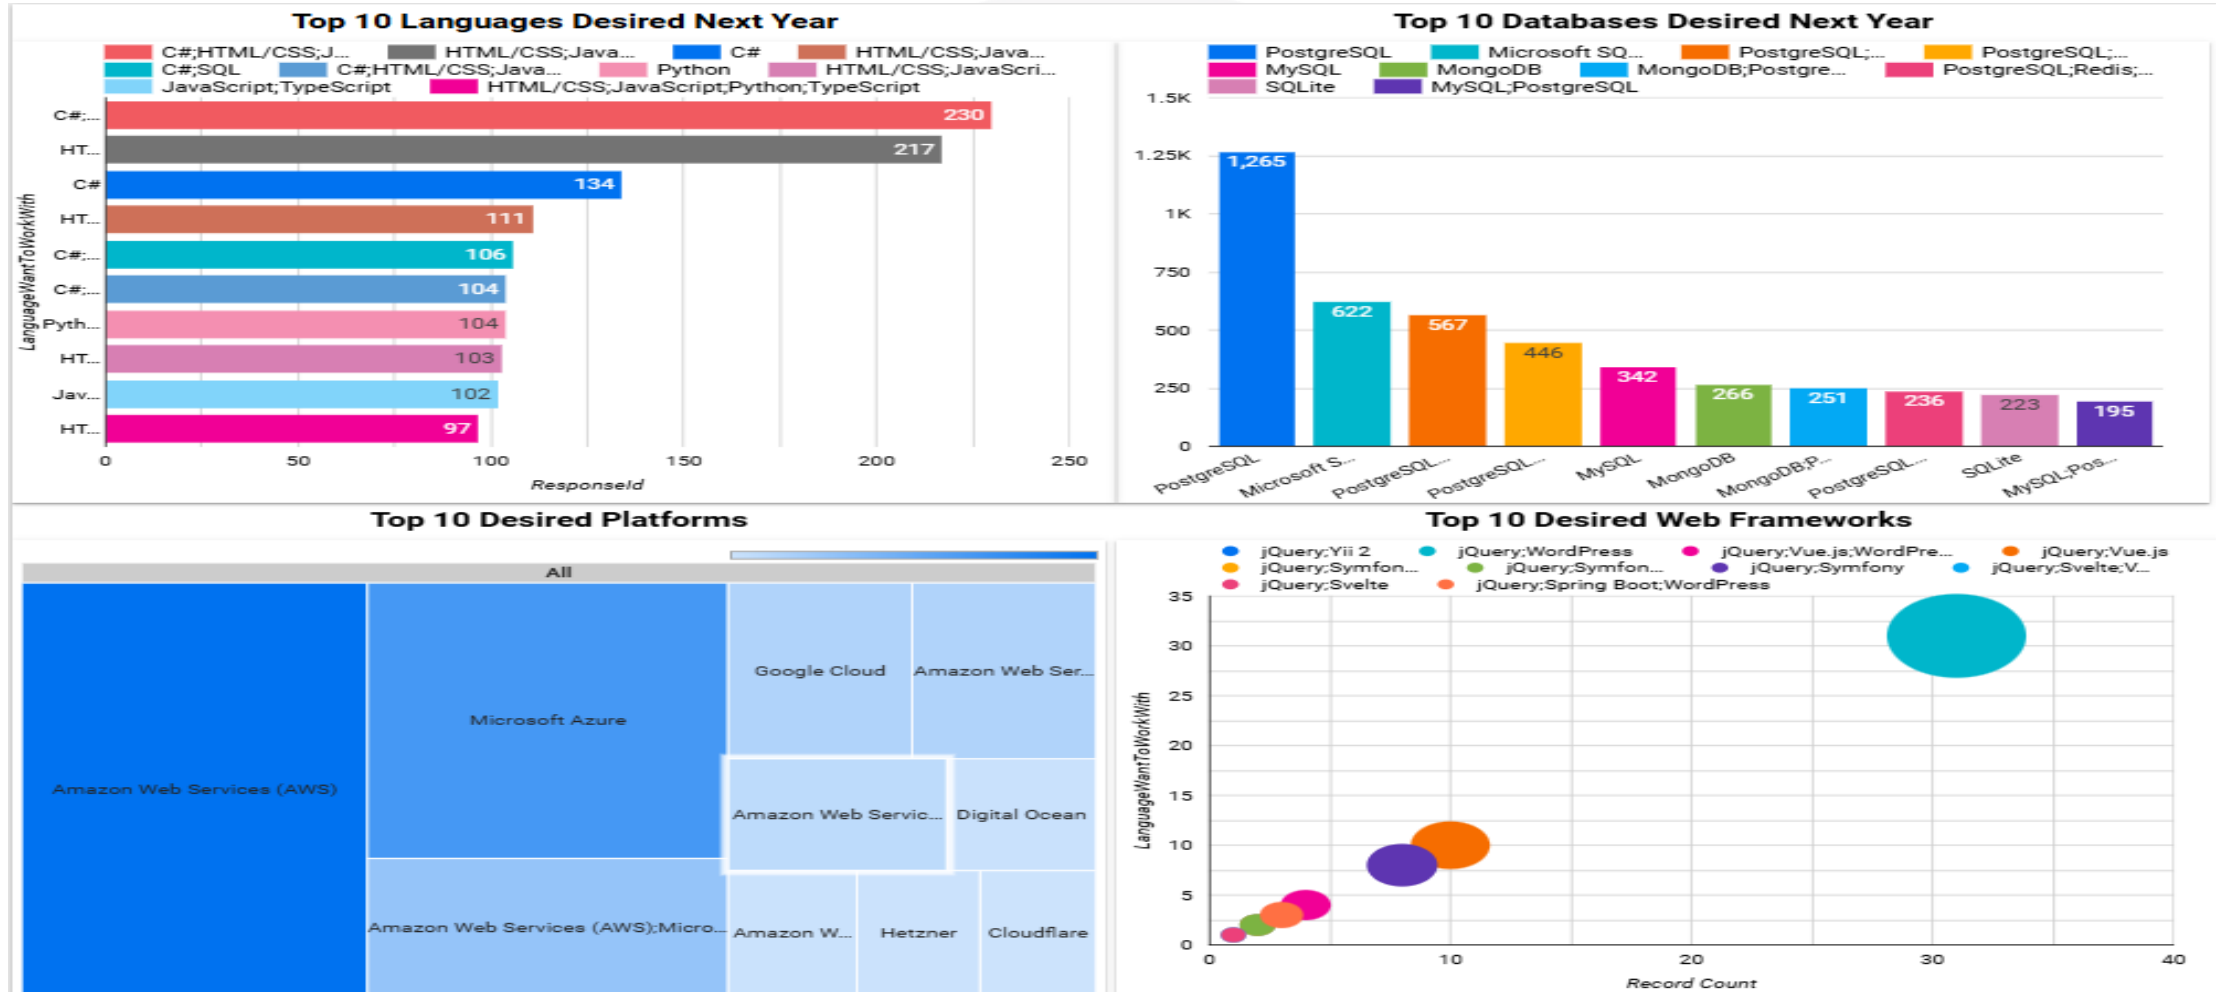 Top 10 Languages Desired Next Year
C#;HTML/CSS;J... HTML/CSS;Java... C# HTML/CSS;Java...
C#;SQL C#;HTML/CSS;Java... Python HTML/CSS;JavaScri...
JavaScript;TypeScript HTML/CSS;JavaScript;Python;TypeScript
LanguageWantToWorkWith
C#;... 230
HT... 217
C# 134
HT... 111
C#;... 106
C#;... 104
Pyth... 104
HT... 103
Jav... 102
HT... 97
0 50 100 150 200 250
ResponseId
Top 10 Databases Desired Next Year
PostgreSQL Microsoft SQ... PostgreSQL;... PostgreSQL;...
MySQL MongoDB MongoDB;Postgre... PostgreSQL;Redis;...
SQLite MySQL;PostgreSQL
1.5K
1.25K
1K
750
500
250
0
1,265 622 567 446 342 266 251 236 223 195
PostgreSQL Microsoft S... PostgreSQL... PostgreSQL... MySQL MongoDB MongoDB;P... PostgreSQL... SQLite MySQL;Pos...
Top 10 Desired Platforms
All
Amazon Web Services (AWS)
Microsoft Azure
Amazon Web Services (AWS);Micro...
Google Cloud Amazon Web Ser...
Amazon Web Servic... Digital Ocean
Amazon W... Hetzner Cloudflare
Top 10 Desired Web Frameworks
jQuery;Yii 2 jQuery;WordPress jQuery;Vue.js;WordPre... jQuery;Vue.js
jQuery;Symfon... jQuery;Symfon... jQuery;Symfony jQuery;Svelte;V...
jQuery;Svelte jQuery;Spring Boot;WordPress
LanguageWantToWorkWith
35
30
25
20
15
10
5
0
0 10 20 30 40
Record Count